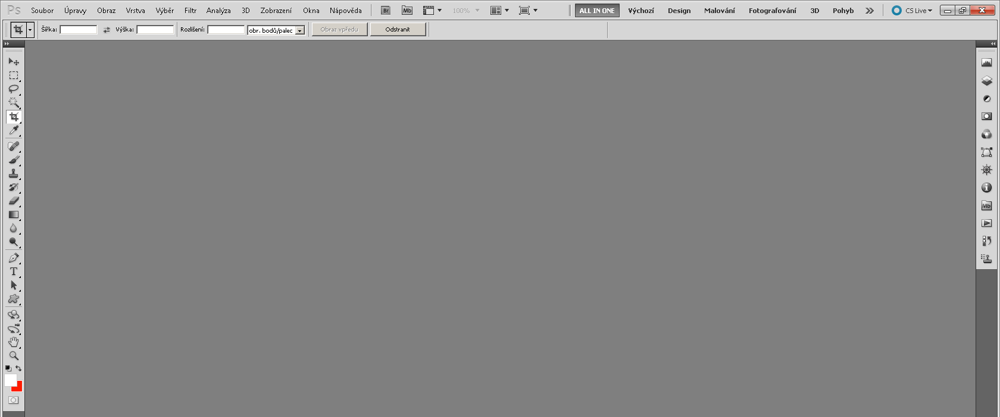 Ps Soubor Úpravy Obraz Vrstva Výběr Filtr Analýza 3D Zobrazení Okna Nápověda Br Mb 100% ALL IN ONE Výchozí Design Malování Fotografování 3D Pohyb CS Live
Šířka: Výška: Rozlišení: obr. bodů/palec Obraz vpředu Odstranit
Mb
T